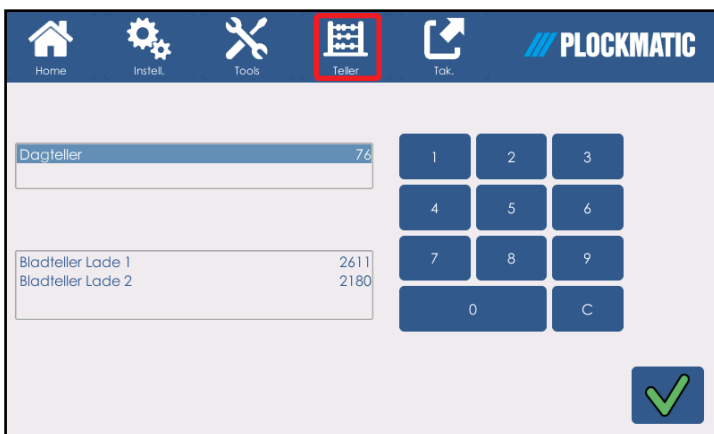 Home Instell. Tools Teller Tak. PLOCKMATIC
Dagteller 76
1 2 3
4 5 6
Bladteller Lade 1 2611
Bladteller Lade 2 2180
7 8 9
0 C